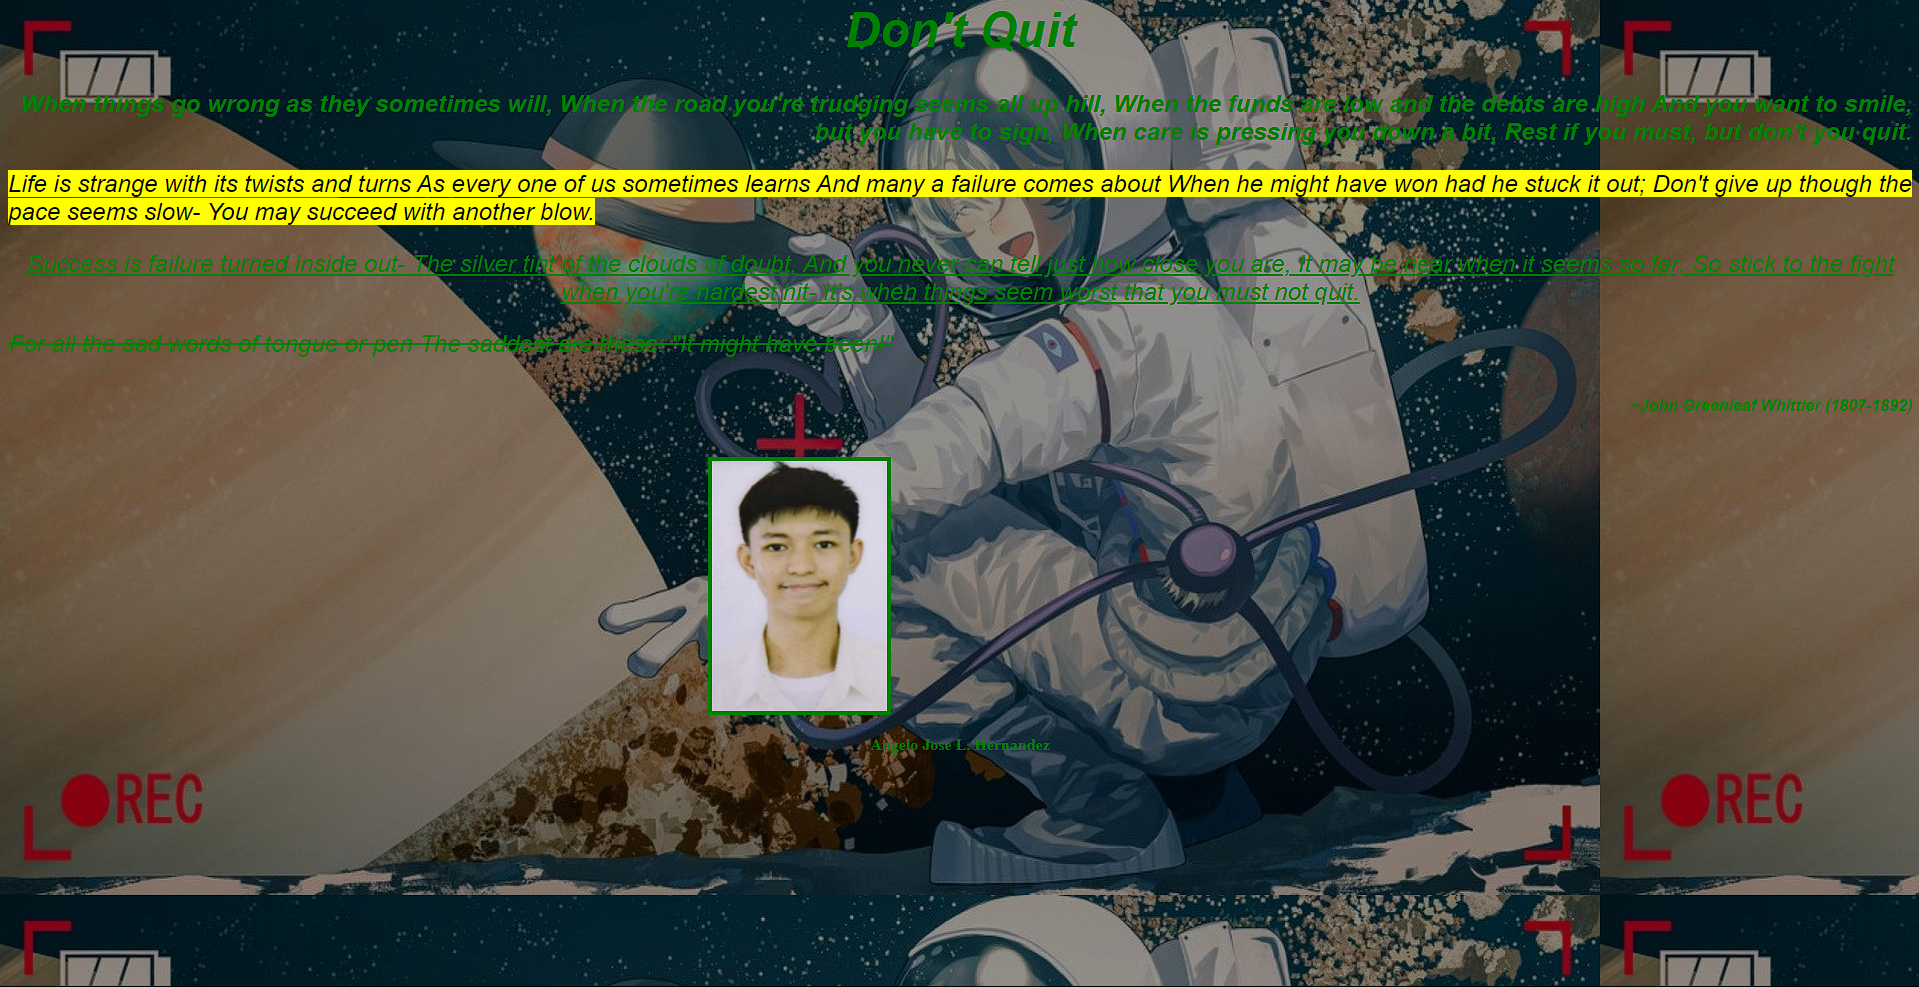 Don't Quit
When things go wrong as they sometimes will, When the road you're trudging seems all up hill, When the funds are low and the debts are high And you want to smile,
but you have to sigh, When care is pressing you down a bit, Rest if you must, but don't you quit.
Life is strange with its twists and turns As every one of us sometimes learns And many a failure comes about When he might have won had he stuck it out; Don't give up though the
pace seems slow- You may succeed with another blow.
Success is failure turned inside out- The silver tint of the clouds of doubt, And you never can tell just how close you are, 'It may be near when it seems so far; So stick to the fight
when you're hardest hit- It's when things seem worst that you must not quit.
For all the sad words of tongue or pen The saddest are these: "It might have been!"
~John Greenleaf Whittier (1807-1892)
Angelo Jose L. Hernandez
REC
REC